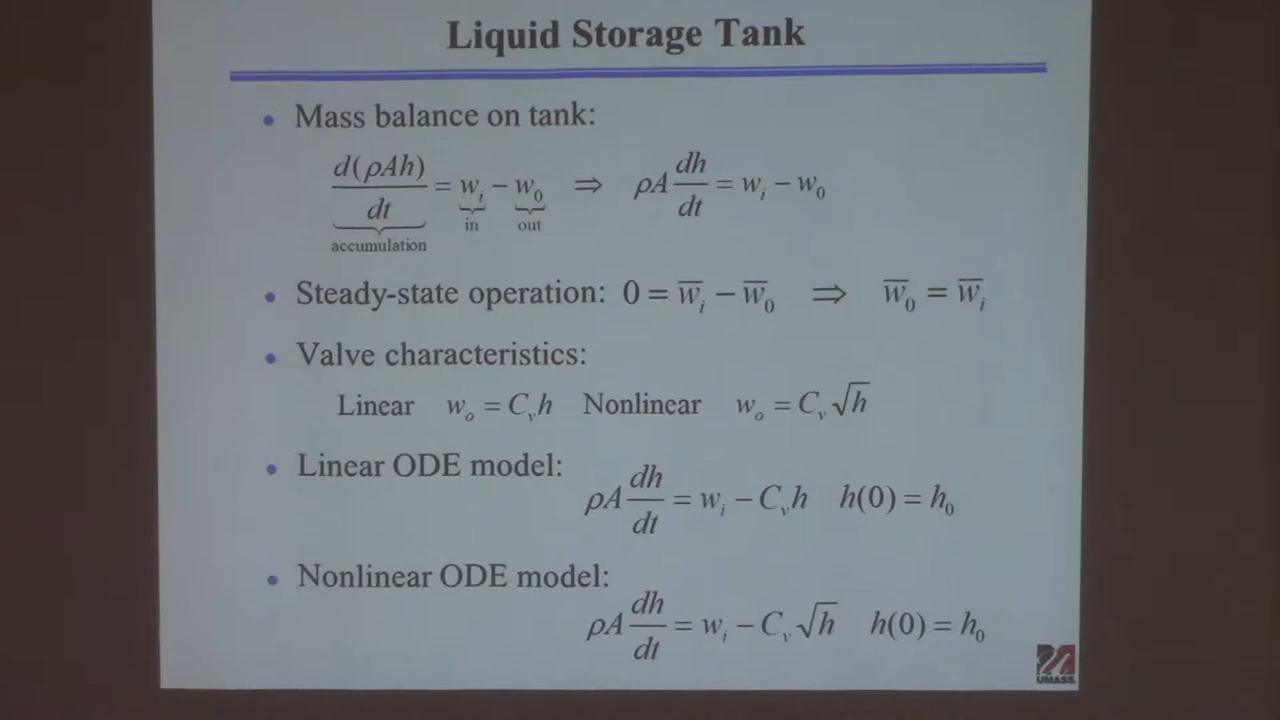 Liquid Storage Tank
• Mass balance on tank:
d(ρAh)/dt = w_i − w_0 ⇒ ρA dh/dt = w_i − w_0
in out
accumulation
• Steady-state operation: 0 = w̅_i − w̅_0 ⇒ w̅_0 = w̅_i
• Valve characteristics:
Linear w_o = C_v h Nonlinear w_o = C_v √h
• Linear ODE model:
ρA dh/dt = w_i − C_v h h(0) = h_0
• Nonlinear ODE model:
ρA dh/dt = w_i − C_v √h h(0) = h_0
UMASS